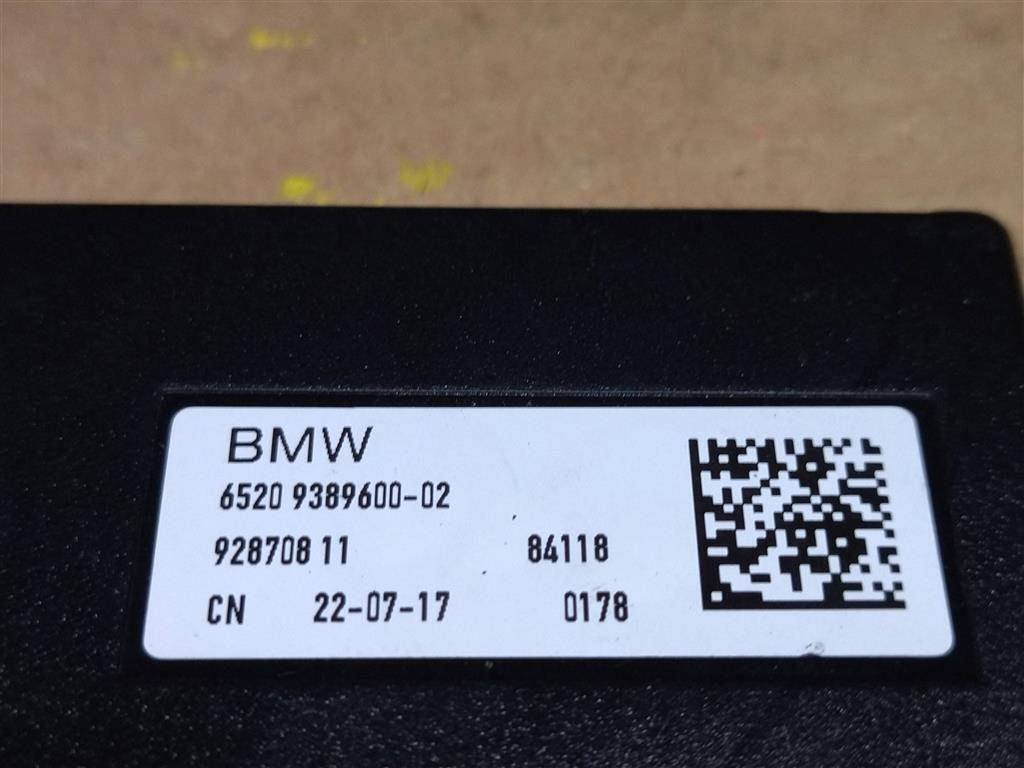 BMW
6520 9389600-02
928708 11 84118
CN 22-07-17 0178